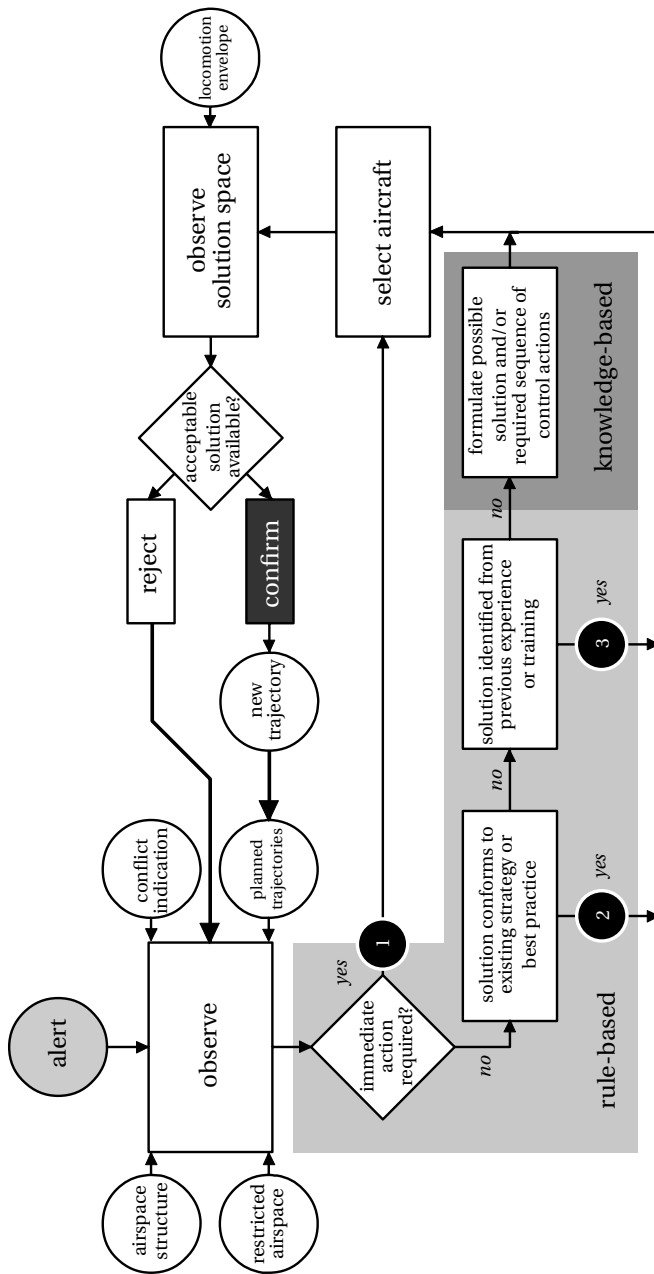 alert
airspace
structure
restricted
airspace
observe
conflict
indication
planned
trajectories
new
trajectory
reject
confirm
acceptable
solution
available?
observe
solution space
locomotion
envelope
select aircraft
immediate
action
required?
yes
1
no
solution conforms to
existing strategy or
best practice
yes
2
no
solution identified from
previous experience
or training
yes
3
no
formulate possible
solution and/or
required sequence of
control actions
rule-based
knowledge-based